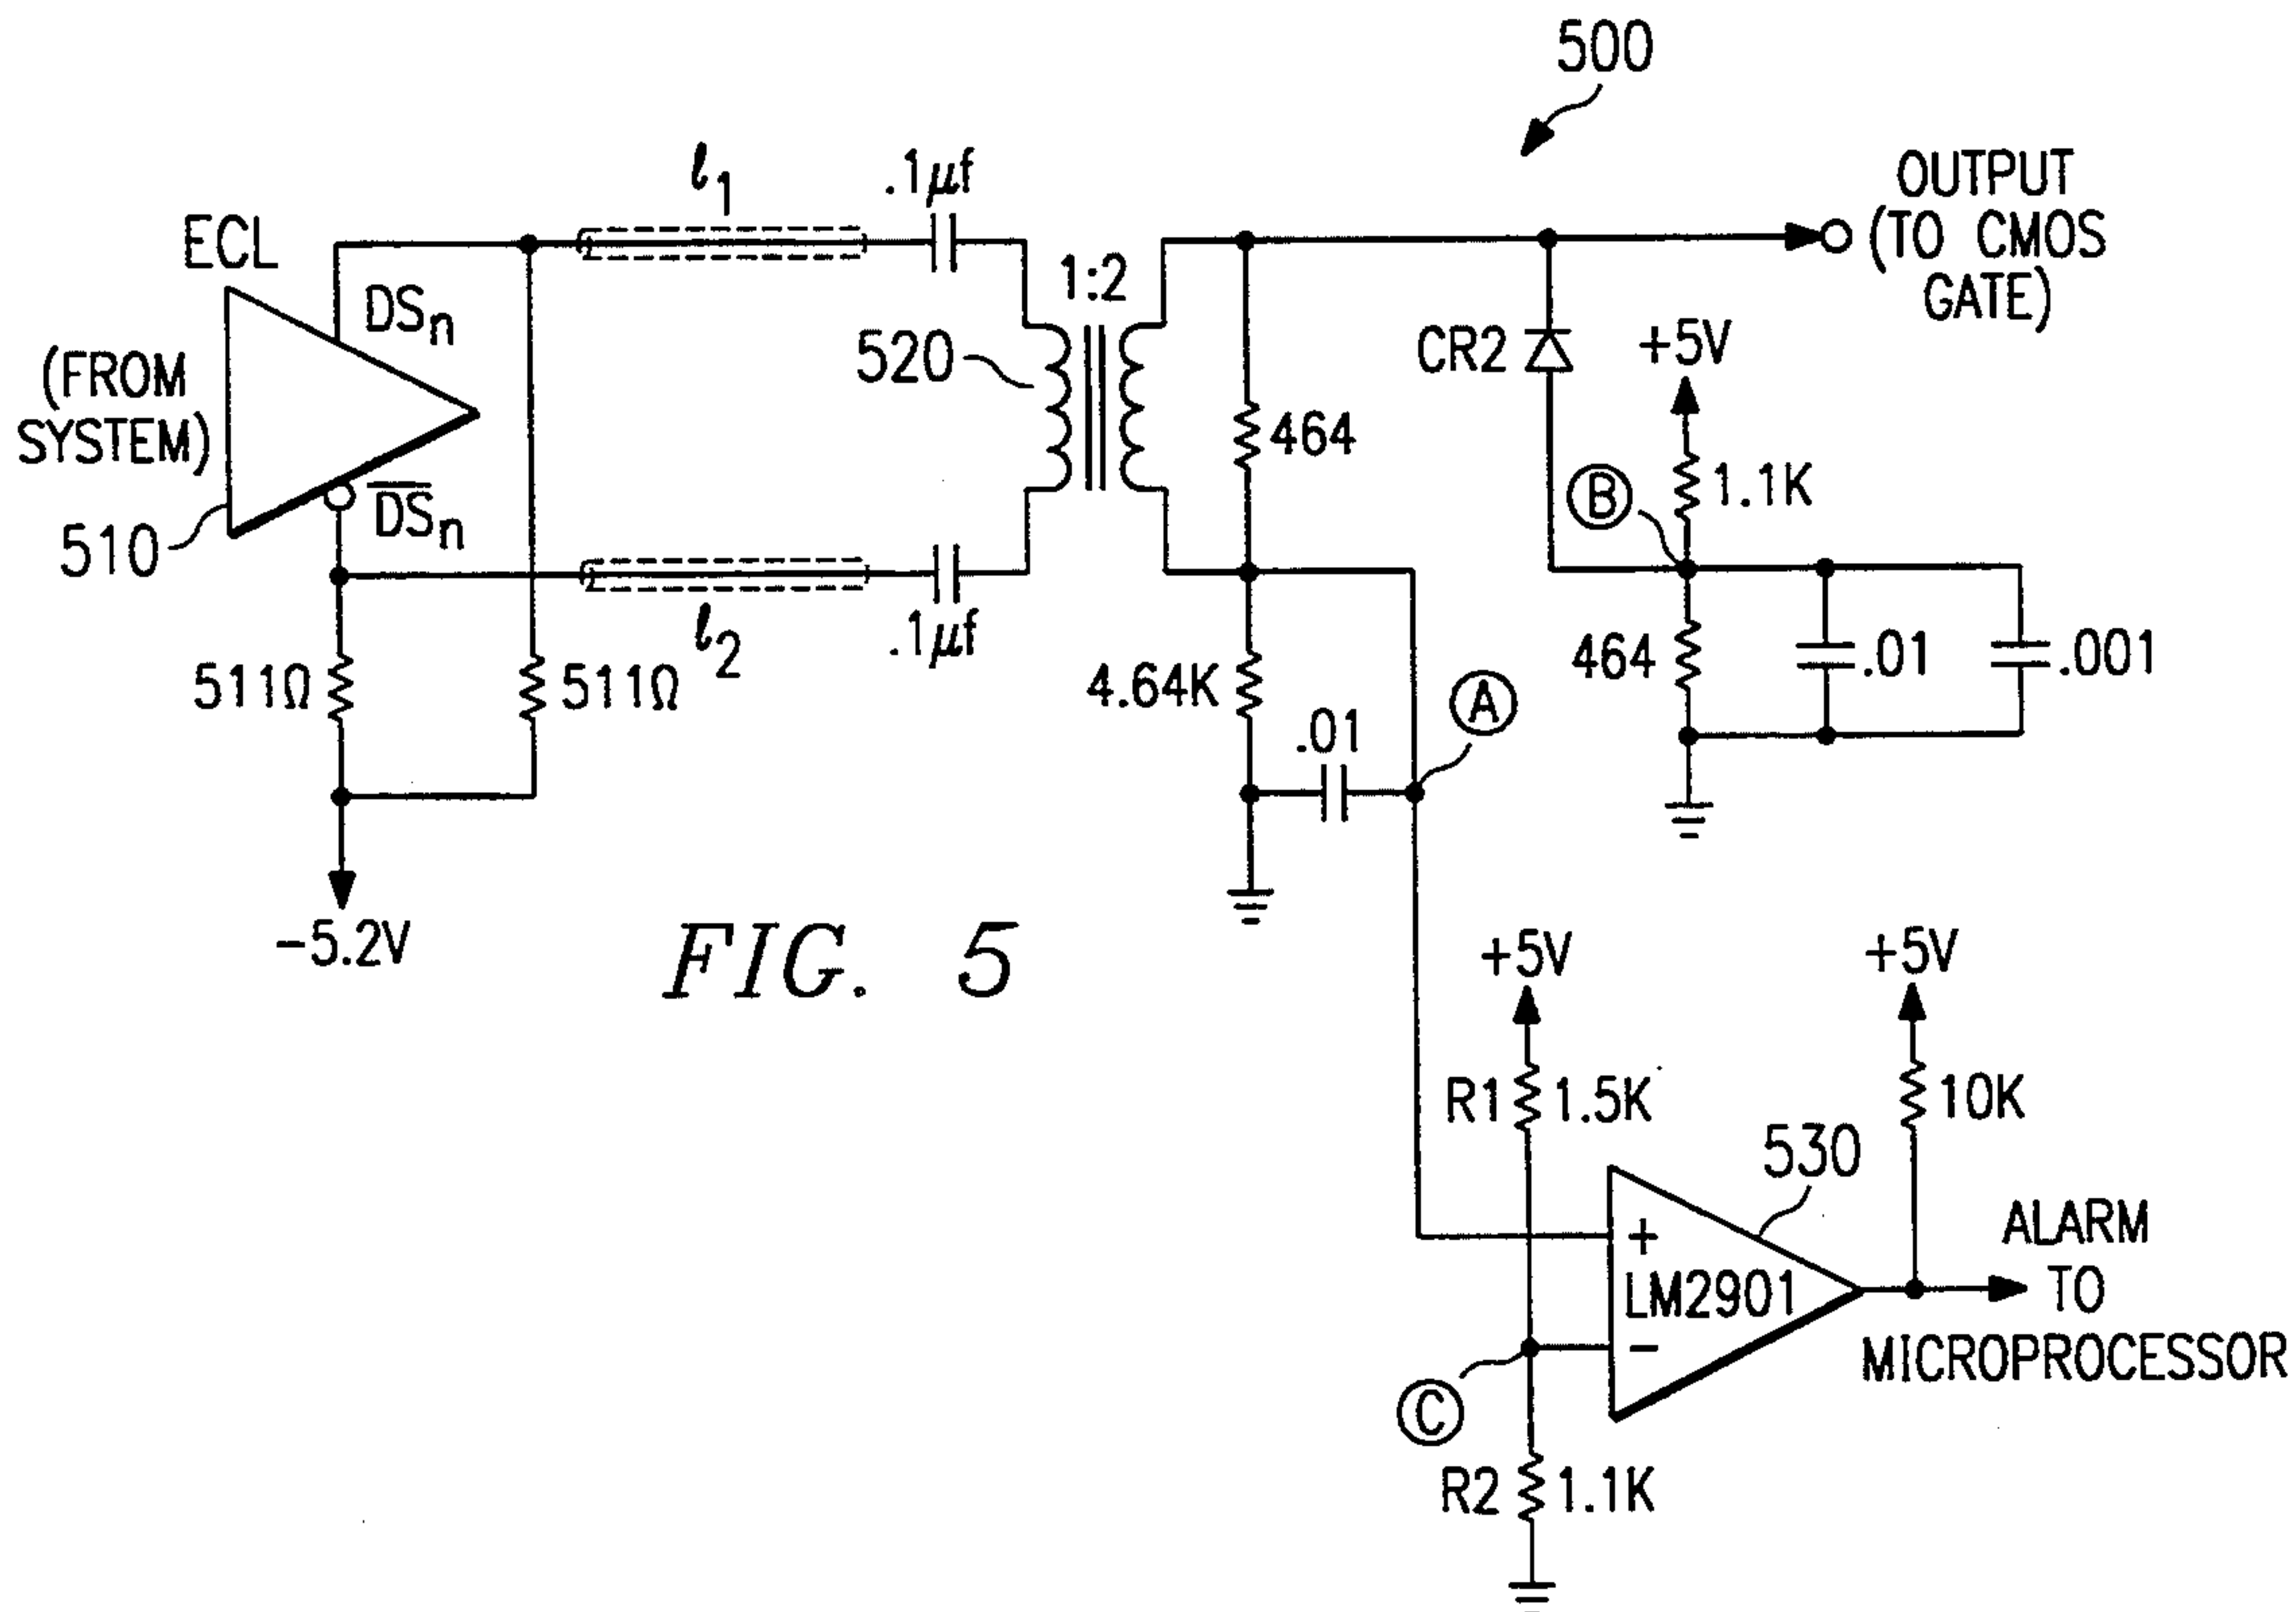 500
ℓ1
.1μf
OUTPUT
(TO CMOS
GATE)
ECL
DSn
1:2
520
CR2
+5V
(FROM
SYSTEM)
464
1.1K
B
D̅S̅n
510
ℓ2
.1μf
511Ω
511Ω
4.64K
A
464
.01
.001
.01
-5.2V
FIG. 5
+5V
+5V
R1
1.5K
10K
530
+
LM2901
-
ALARM
TO
MICROPROCESSOR
C
R2
1.1K